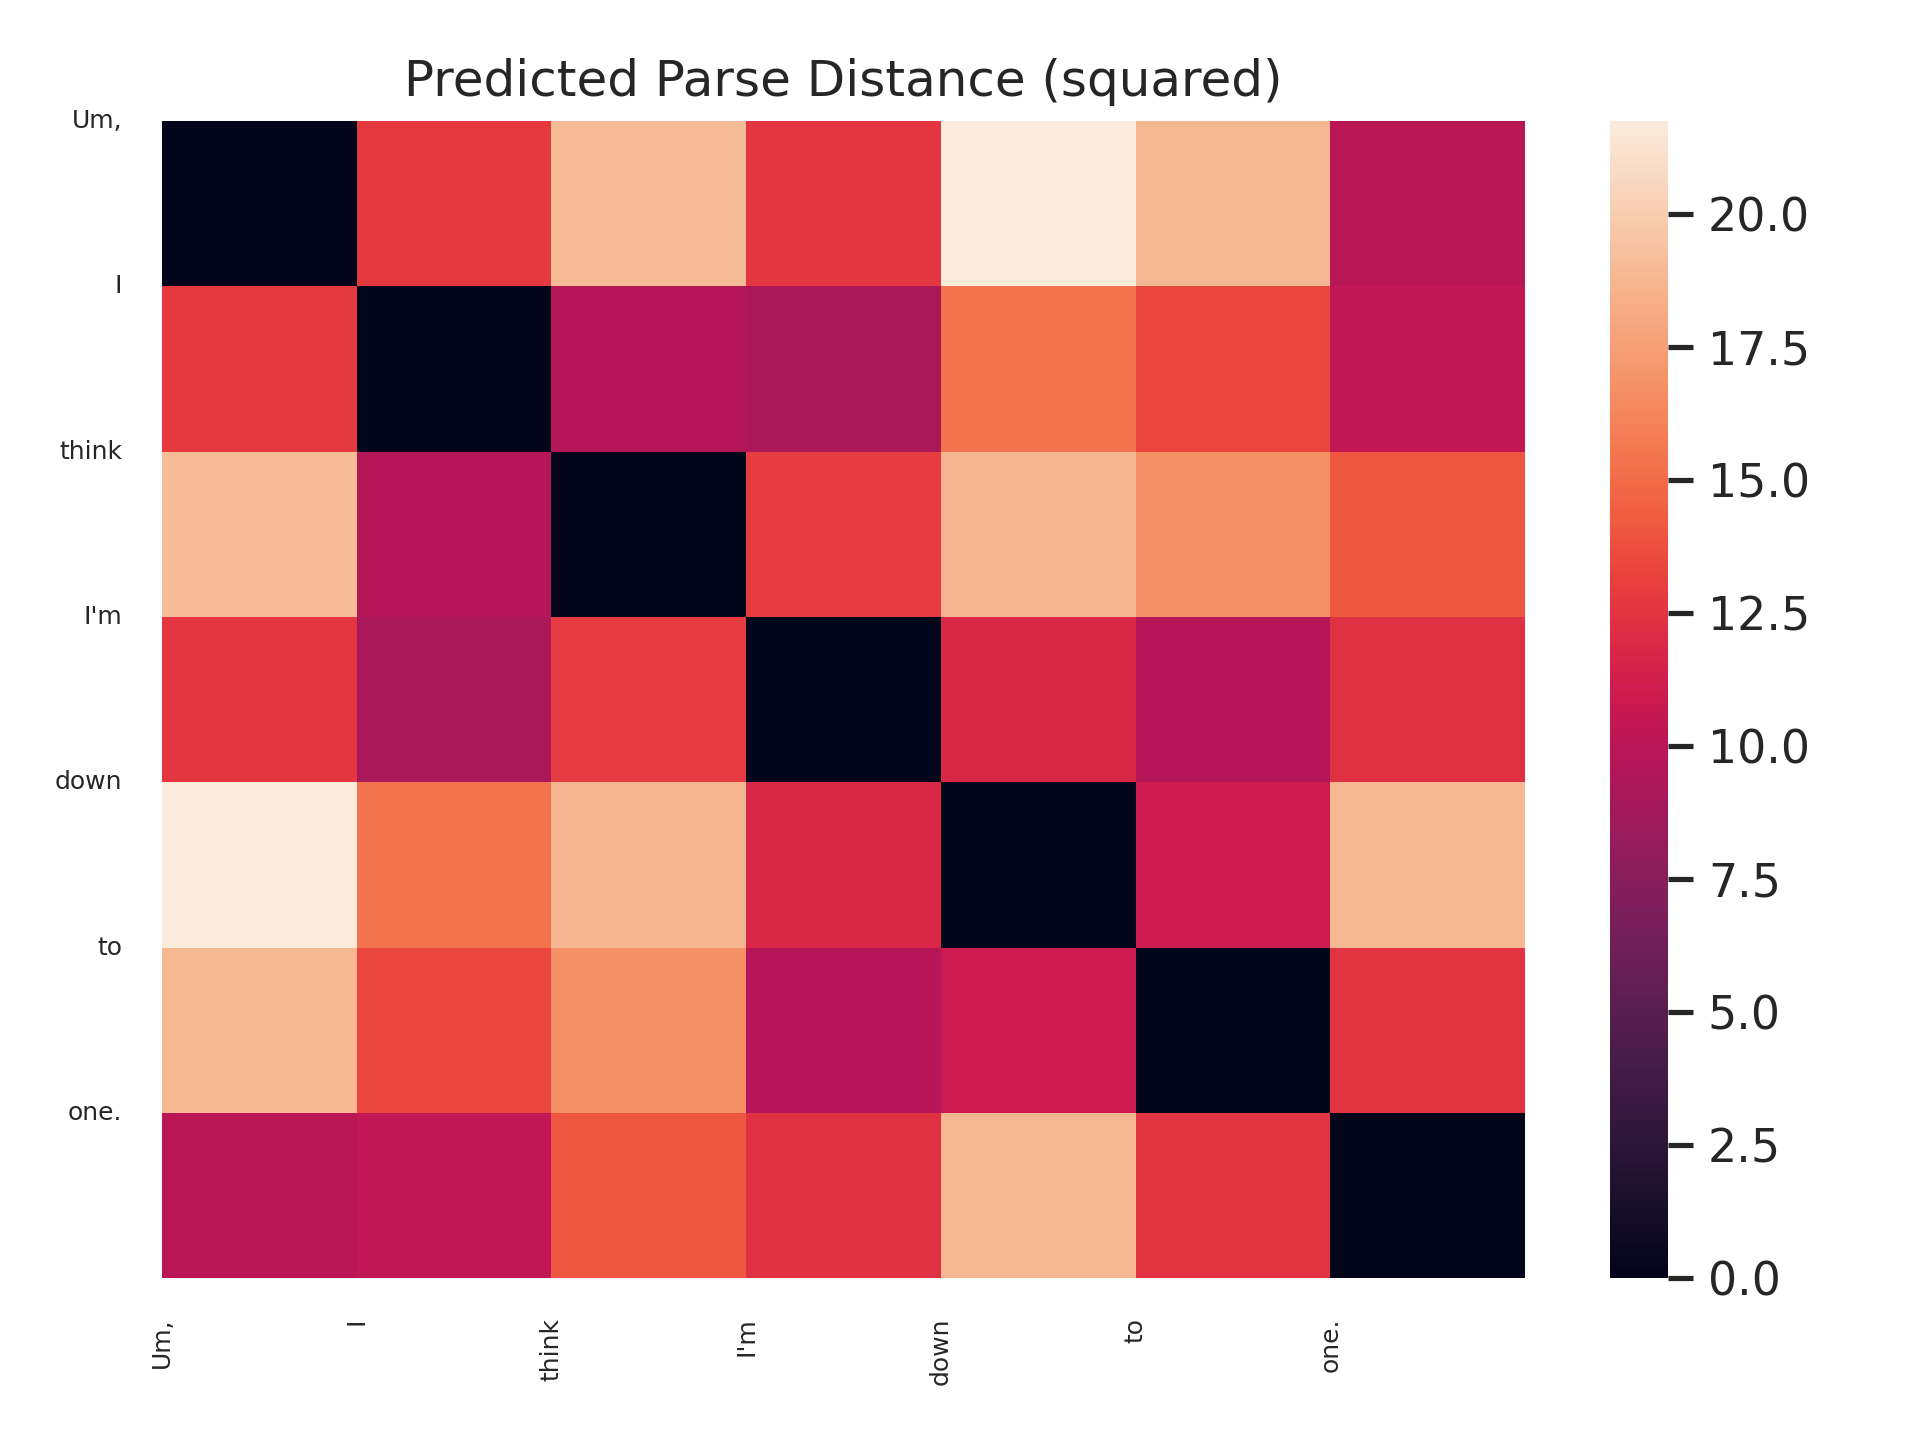 Predicted Parse Distance (squared)
Um,
I
think
I'm
down
to
one.
20.0
17.5
15.0
12.5
10.0
7.5
5.0
2.5
0.0
Um,
I
think
I'm
down
to
one.